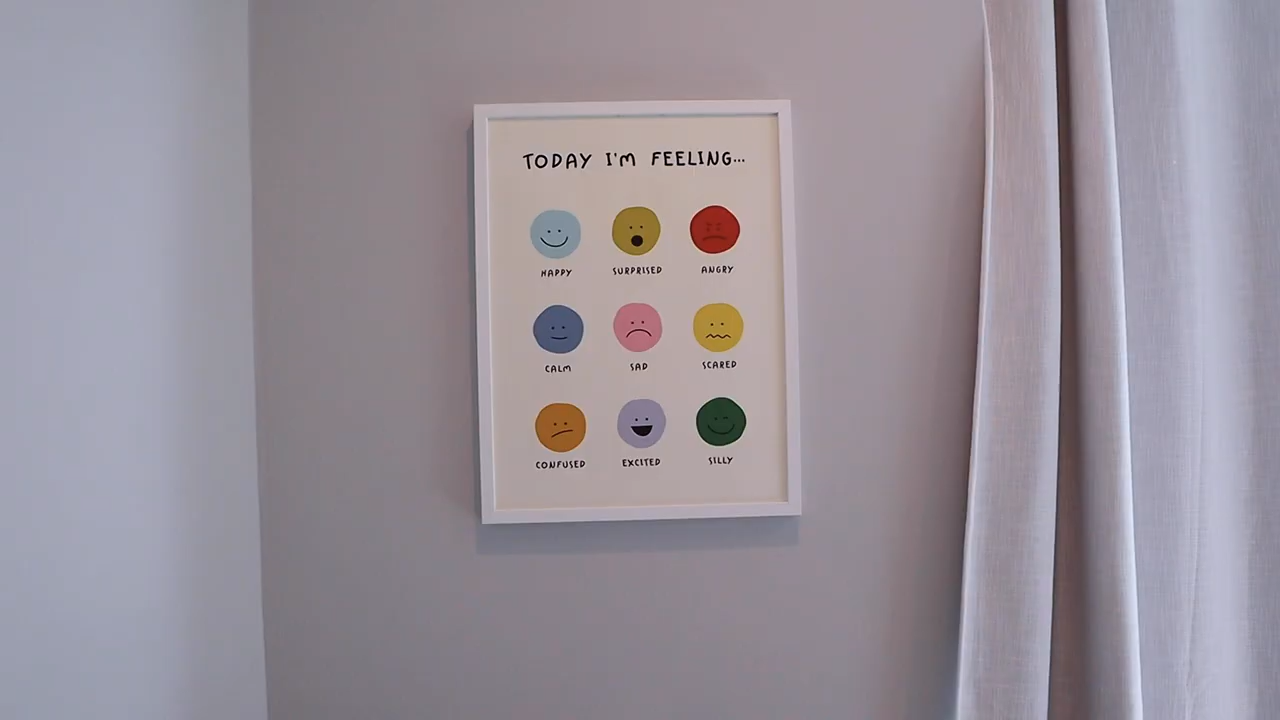 TODAY I'M FEELING...
HAPPY SURPRISED ANGRY
CALM SAD SCARED
CONFUSED EXCITED SILLY